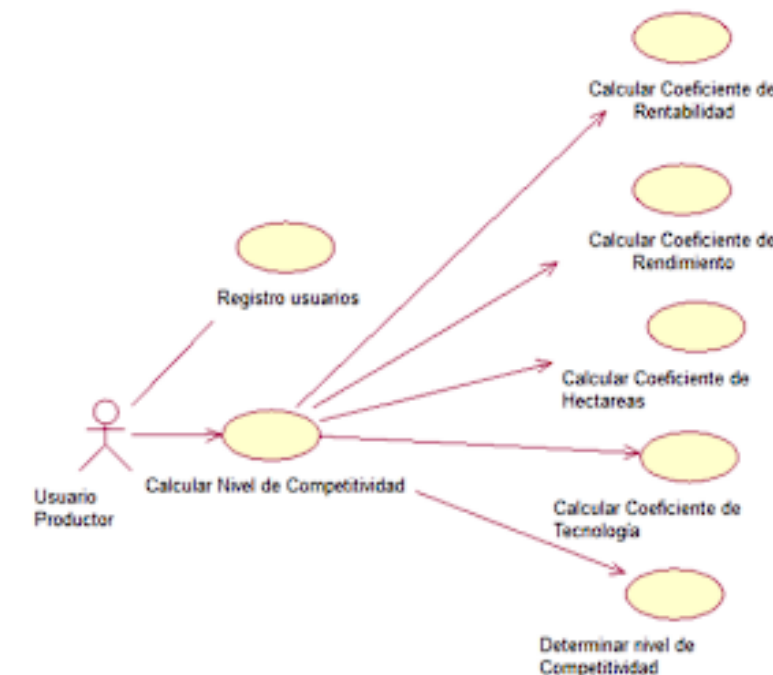 Calcular Coeficiente de
Rentabilidad
Calcular Coeficiente de
Rendimiento
Registro usuarios
Calcular Coeficiente de
Hectareas
Calcular Nivel de Competitividad
Usuario
Productor
Calcular Coeficiente de
Tecnología
Determinar nivel de
Competitividad